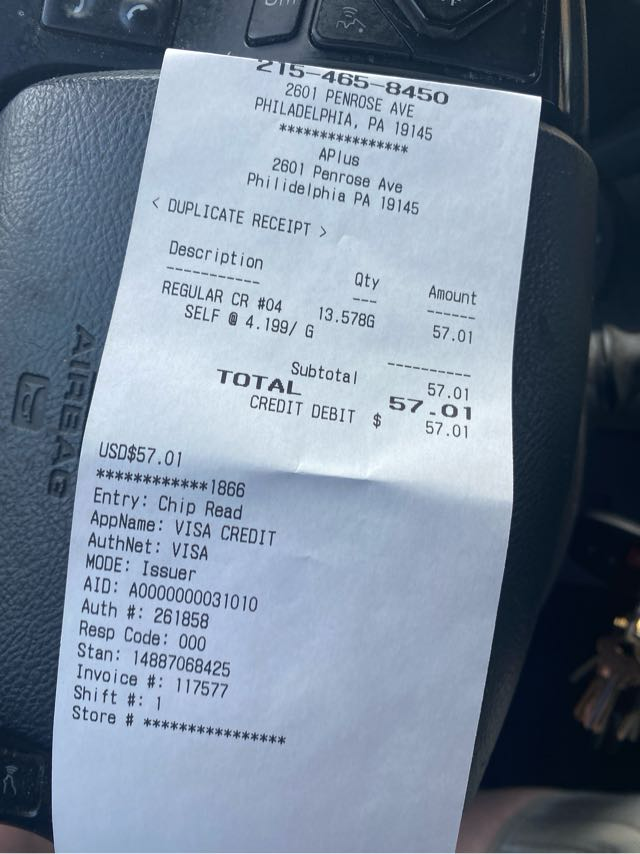 215-465-8450
2601 PENROSE AVE
PHILADELPHIA, PA 19145
****************
APlus
2601 Penrose Ave
Philidelphia PA 19145
< DUPLICATE RECEIPT >
Description Qty Amount
----------- --- ------
REGULAR CR #04 13.578G 57.01
SELF @ 4.199/ G
----------
Subtotal 57.01
TOTAL 57.01
CREDIT DEBIT $ 57.01
USD$57.01
************1866
Entry: Chip Read
AppName: VISA CREDIT
AuthNet: VISA
MODE: Issuer
AID: A0000000031010
Auth #: 261858
Resp Code: 000
Stan: 14887068425
Invoice #: 117577
Shift #: 1
Store # ****************
AIRBAG